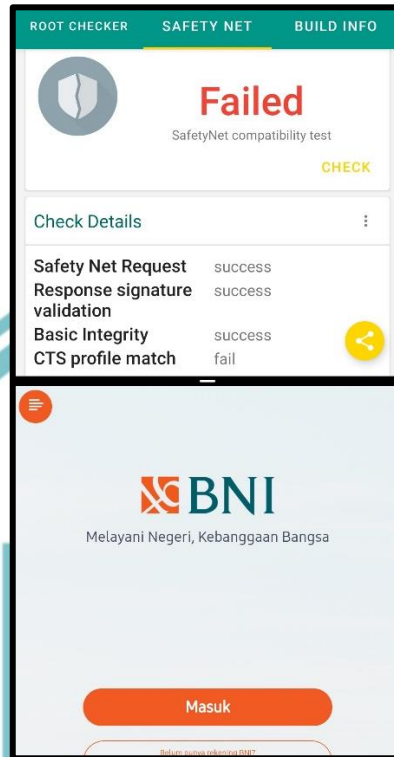 ROOT CHECKER SAFETY NET BUILD INFO
Failed
SafetyNet compatibility test
CHECK
Check Details
Safety Net Request success
Response signature validation success
Basic Integrity success
CTS profile match fail
BNI
Melayani Negeri, Kebanggaan Bangsa
Masuk
Belum punya rekening BNI?